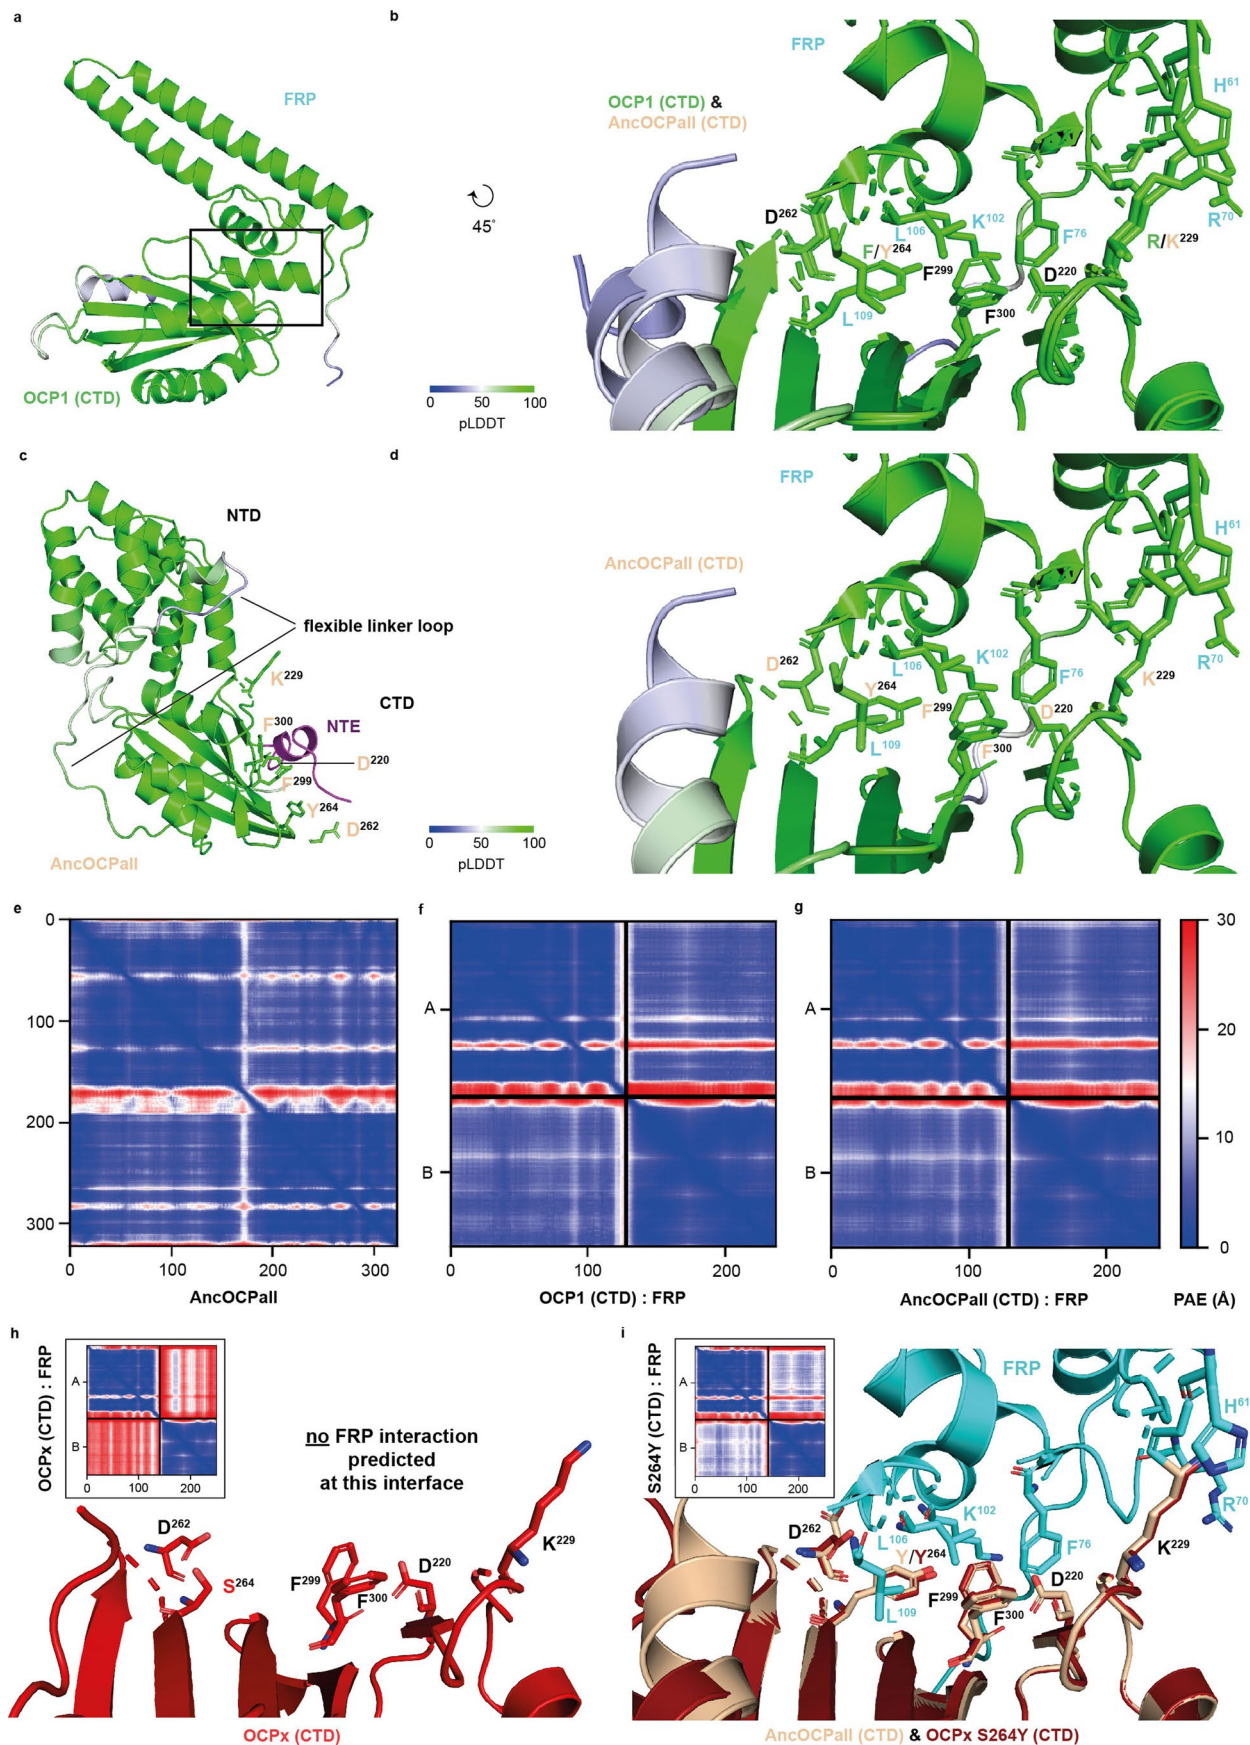 a
FRP
OCP1 (CTD)
b
FRP
OCP1 (CTD) &
AncOCPall (CTD)
45°
D262
L106
K102
F/Y264
F299
F76
D220
L109
F300
R/K229
R70
H61
0 50 100
pLDDT
c
NTD
flexible linker loop
K229
CTD
F300
NTE
D220
F299
Y264
D262
AncOCPall
0 50 100
pLDDT
d
FRP
AncOCPall (CTD)
D262
L106
K102
Y264
F299
F76
D220
L109
F300
K229
R70
H61
e
0
100
200
300
0 100 200 300
AncOCPall
f
A
B
0 100 200
OCP1 (CTD) : FRP
g
A
B
0 100 200
AncOCPall (CTD) : FRP
30
20
10
0
PAE (Å)
h
OCPx (CTD) : FRP
A
B
0 100 200
no FRP interaction
predicted
at this interface
D262
S264
F299
F300
D220
K229
OCPx (CTD)
i
S264Y (CTD) : FRP
A
B
0 100 200
FRP
H61
R70
K102
D262
L106
Y/Y264
F76
K229
D220
F299
L109
F300
AncOCPall (CTD) & OCPx S264Y (CTD)